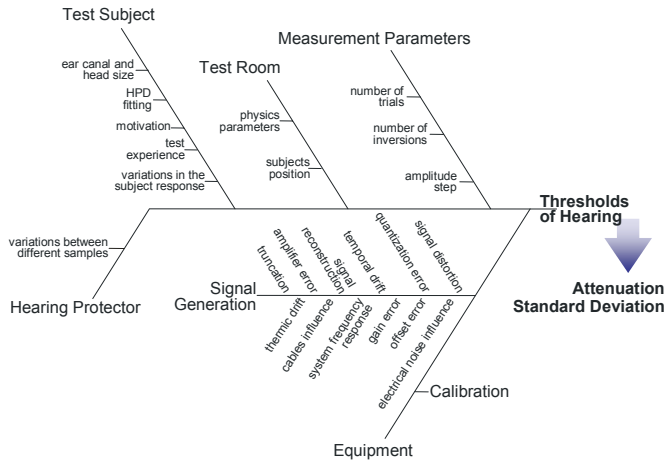 Test Subject
ear canal and
head size
HPD
fitting
motivation
test
experience
variations in the
subject response
Test Room
physics
parameters
subjects
position
Measurement Parameters
number of
trials
number of
inversions
amplitude
step
Thresholds
of Hearing
Attenuation
Standard Deviation
variations between
different samples
Hearing Protector
Signal
Generation
truncation
amplifier error
signal
reconstruction
temporal drift
quantization error
signal distortion
thermic drift
cables influence
system frequency
response
gain error
offset error
electrical noise influence
Calibration
Equipment